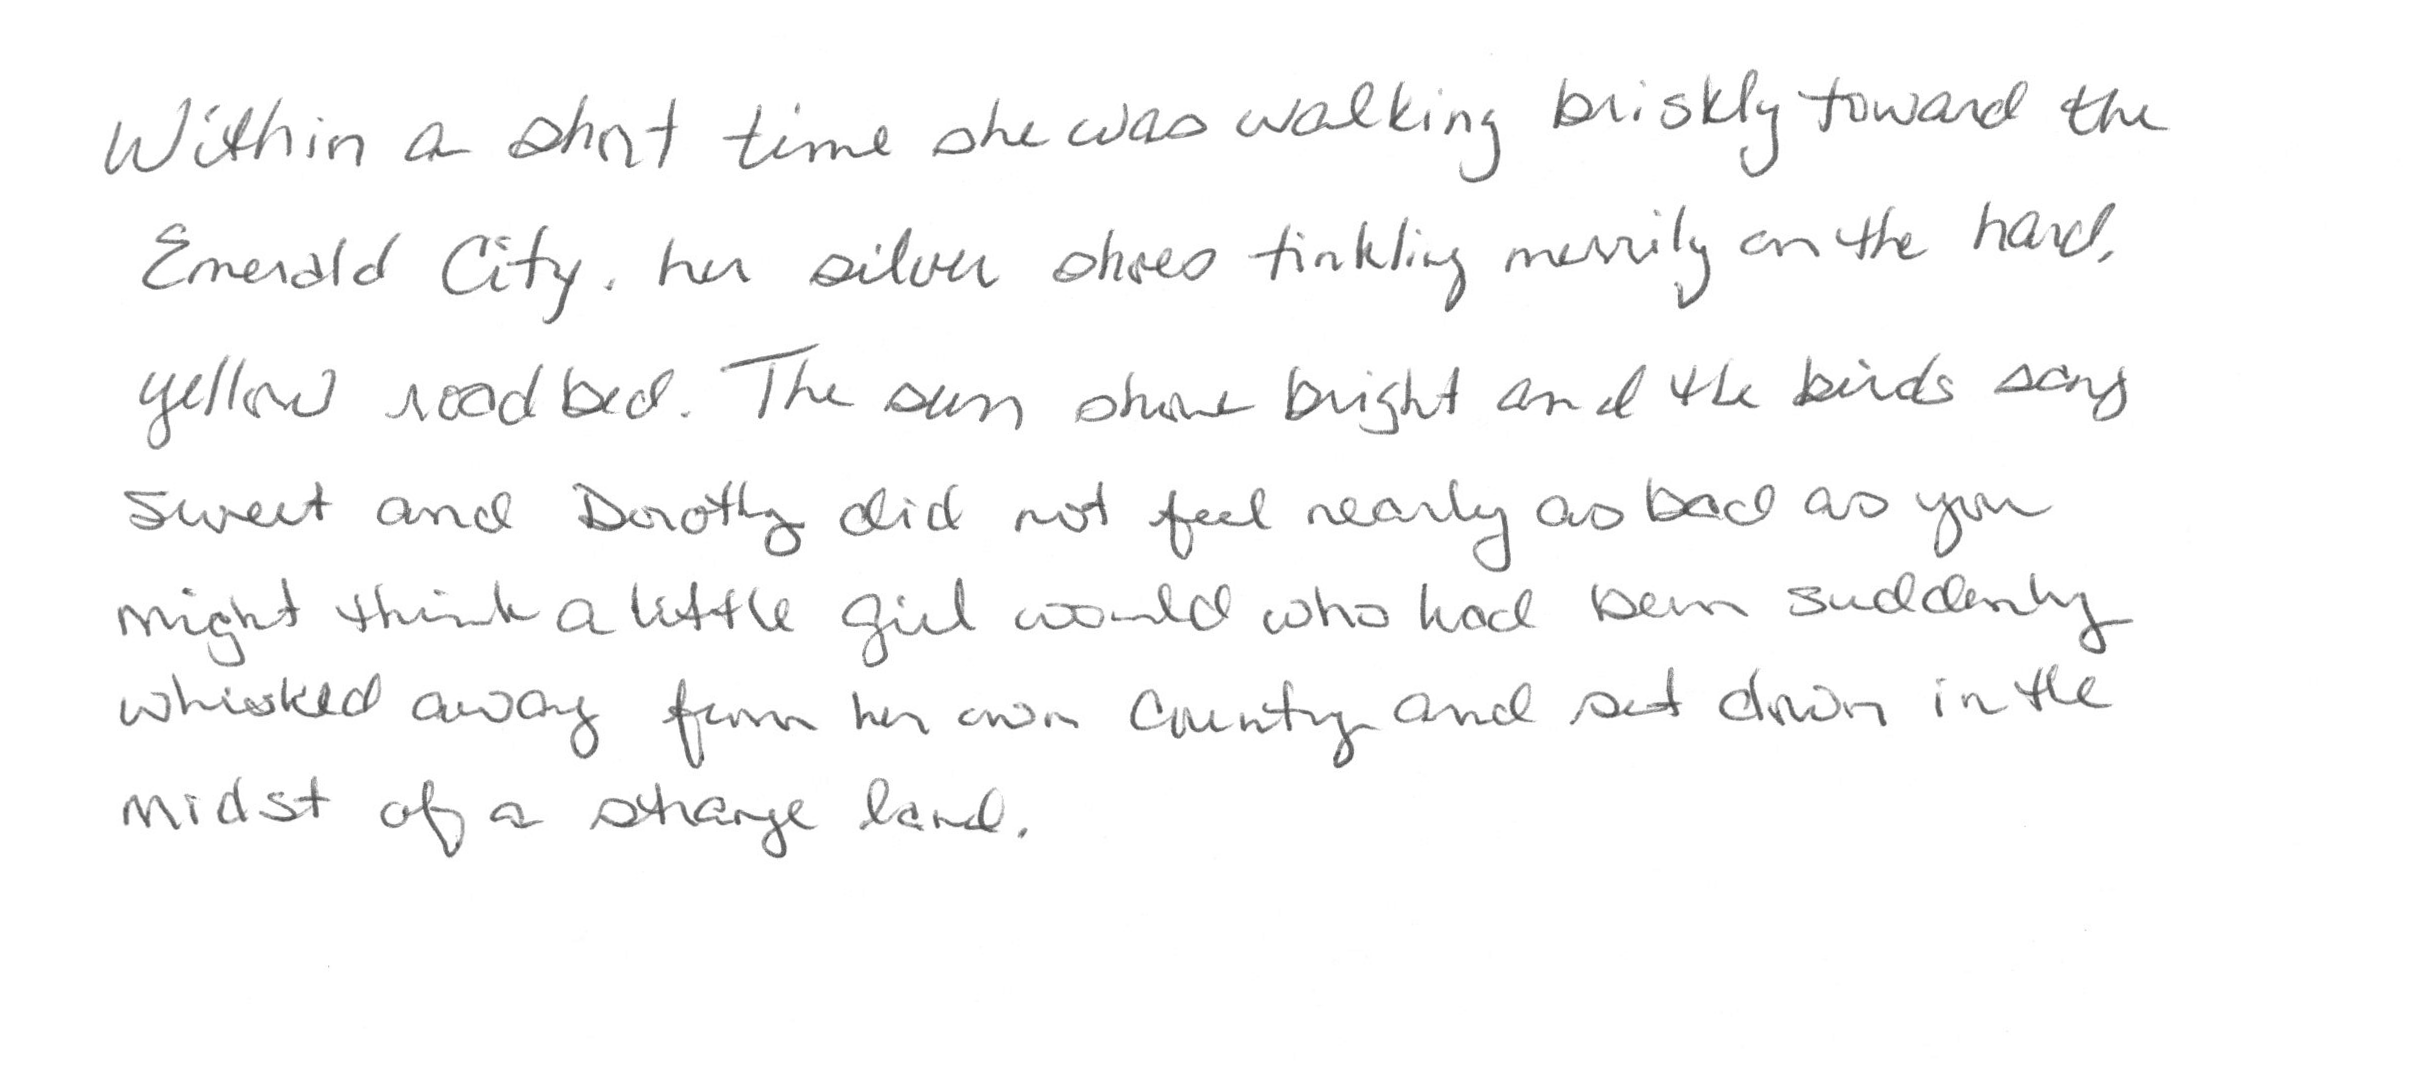 Within a short time she was walking briskly toward the
Emerald City, her silver shoes tinkling merrily on the hard,
yellow roadbed. The sun shone bright and the birds sang
sweet and Dorothy did not feel nearly as bad as you
might think a little girl would who had been suddenly
whisked away from her own country and set down in the
midst of a strange land.